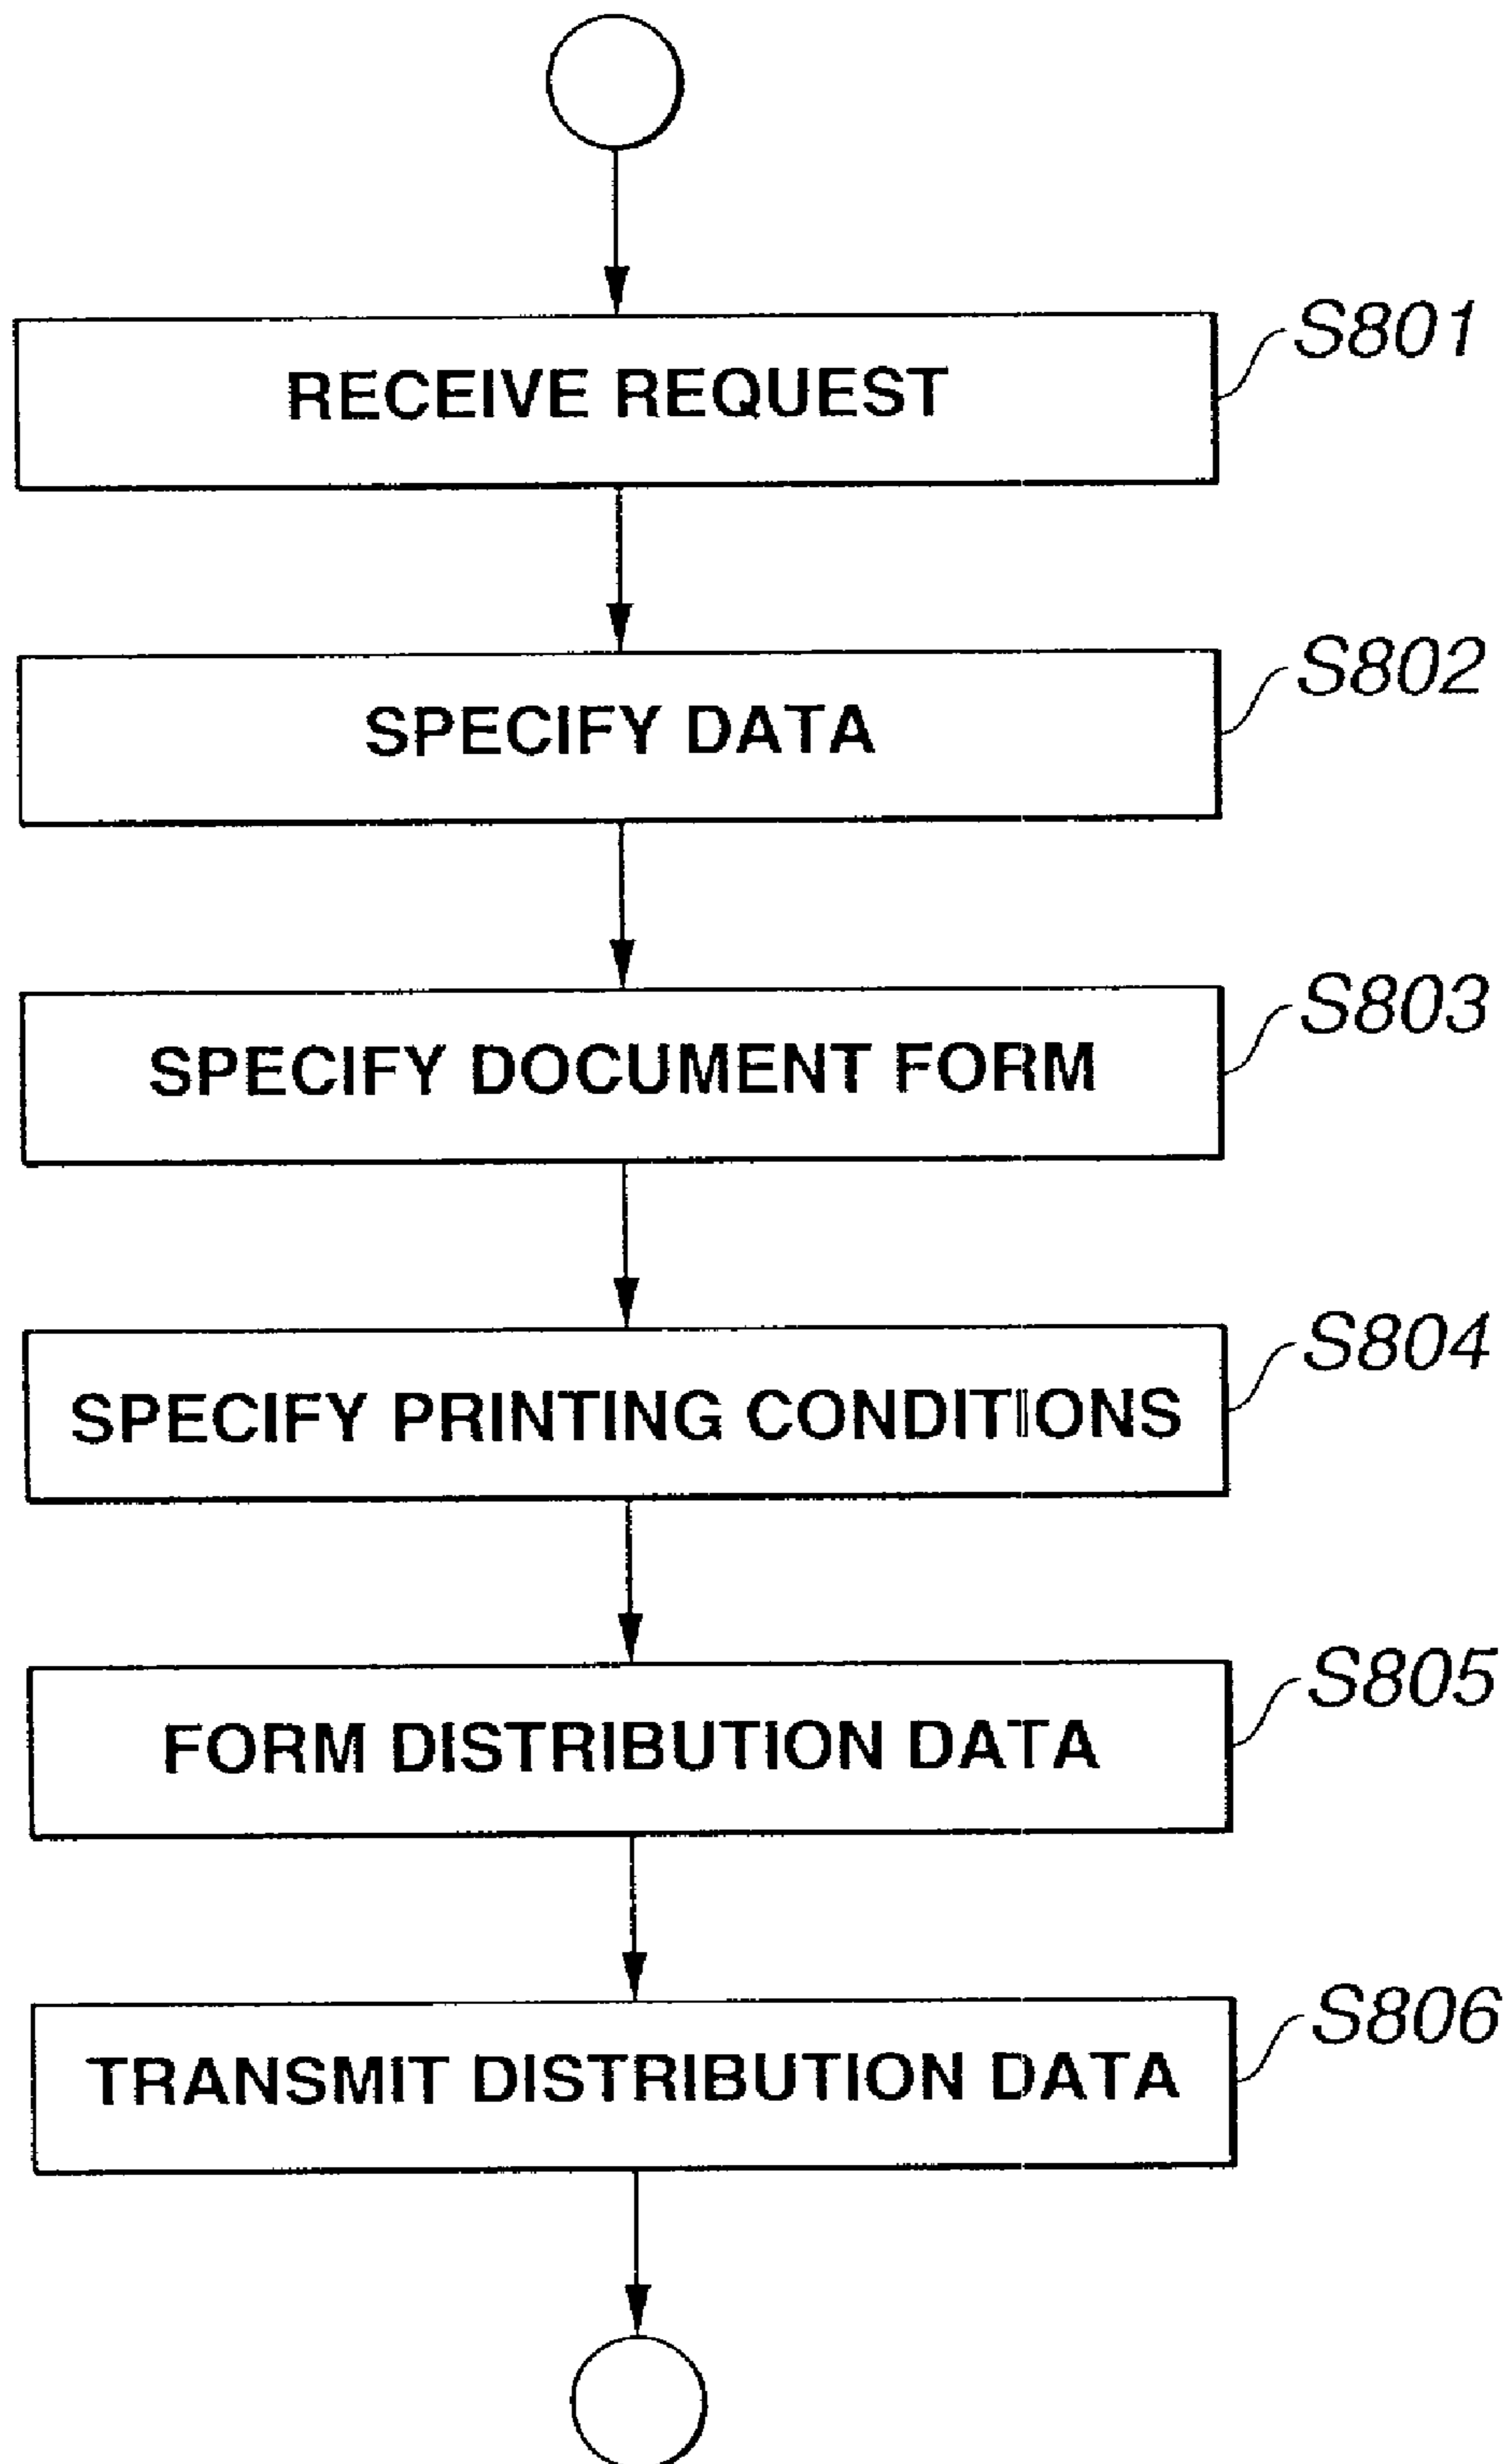 RECEIVE REQUEST
S801
SPECIFY DATA
S802
SPECIFY DOCUMENT FORM
S803
SPECIFY PRINTING CONDITIONS
S804
FORM DISTRIBUTION DATA
S805
TRANSMIT DISTRIBUTION DATA
S806